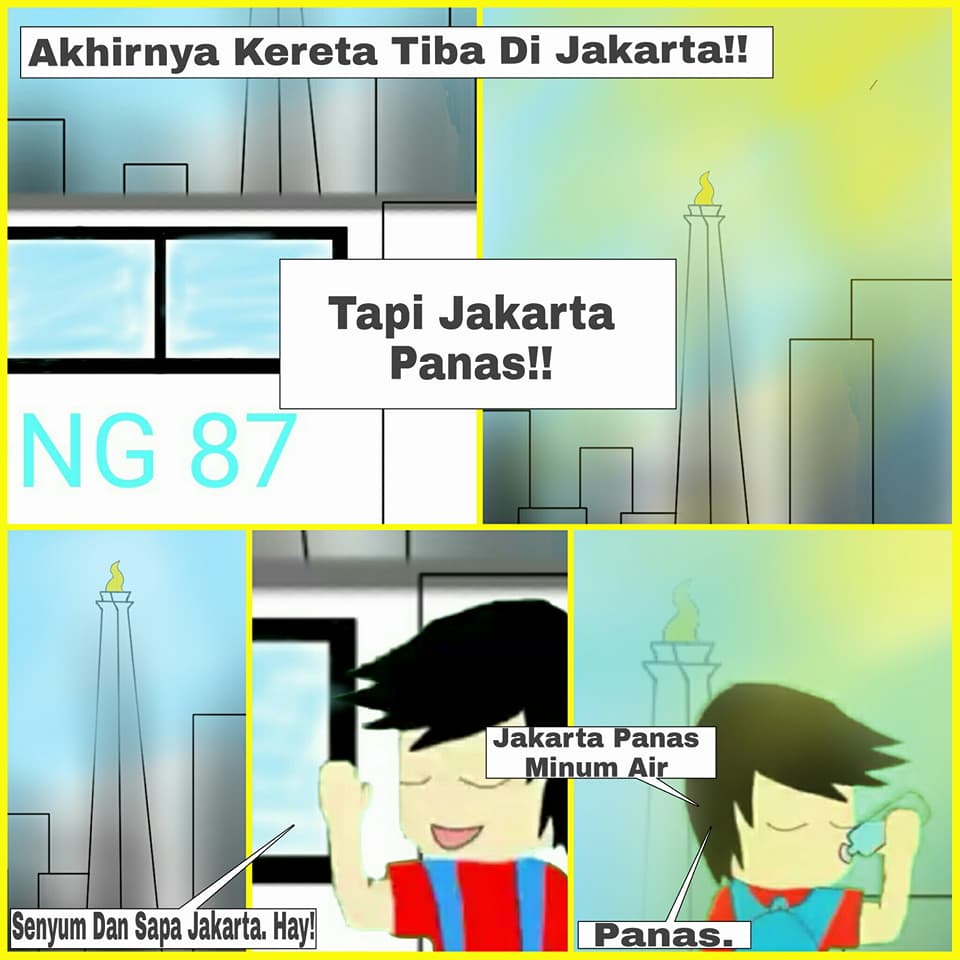 Akhirnya Kereta Tiba Di Jakarta!!
Tapi Jakarta
Panas!!
NG 87
Senyum Dan Sapa Jakarta. Hay!
Jakarta Panas
Minum Air
Panas.